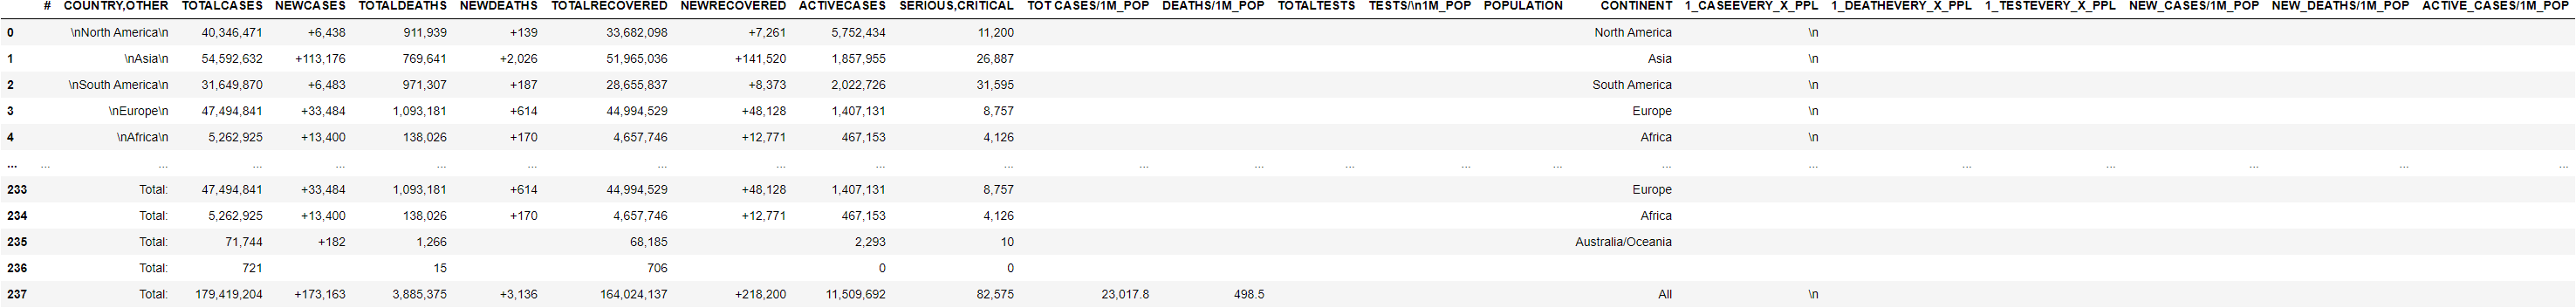 # COUNTRY,OTHER TOTALCASES NEWCASES TOTALDEATHS NEWDEATHS TOTALRECOVERED NEWRECOVERED ACTIVECASES SERIOUS,CRITICAL TOT CASES/1M_POP DEATHS/1M_POP TOTALTESTS TESTS/\n1M_POP POPULATION CONTINENT 1_CASEEVERY_X_PPL 1_DEATHEVERY_X_PPL 1_TESTEVERY_X_PPL NEW_CASES/1M_POP NEW_DEATHS/1M_POP ACTIVE_CASES/1M_POP
0 \nNorth America\n 40,346,471 +6,438 911,939 +139 33,682,098 +7,261 5,752,434 11,200 North America \n
1 \nAsia\n 54,592,632 +113,176 769,641 +2,026 51,965,036 +141,520 1,857,955 26,887 Asia \n
2 \nSouth America\n 31,649,870 +6,483 971,307 +187 28,655,837 +8,373 2,022,726 31,595 South America \n
3 \nEurope\n 47,494,841 +33,484 1,093,181 +614 44,994,529 +48,128 1,407,131 8,757 Europe \n
4 \nAfrica\n 5,262,925 +13,400 138,026 +170 4,657,746 +12,771 467,153 4,126 Africa \n
... ... ... ... ... ... ... ... ... ... ... ... ... ... ... ... ... ... ... ... ... ... ...
233 Total: 47,494,841 +33,484 1,093,181 +614 44,994,529 +48,128 1,407,131 8,757 Europe
234 Total: 5,262,925 +13,400 138,026 +170 4,657,746 +12,771 467,153 4,126 Africa
235 Total: 71,744 +182 1,266 68,185 2,293 10 Australia/Oceania
236 Total: 721 15 706 0 0
237 Total: 179,419,204 +173,163 3,885,375 +3,136 164,024,137 +218,200 11,509,692 82,575 23,017.8 498.5 All \n